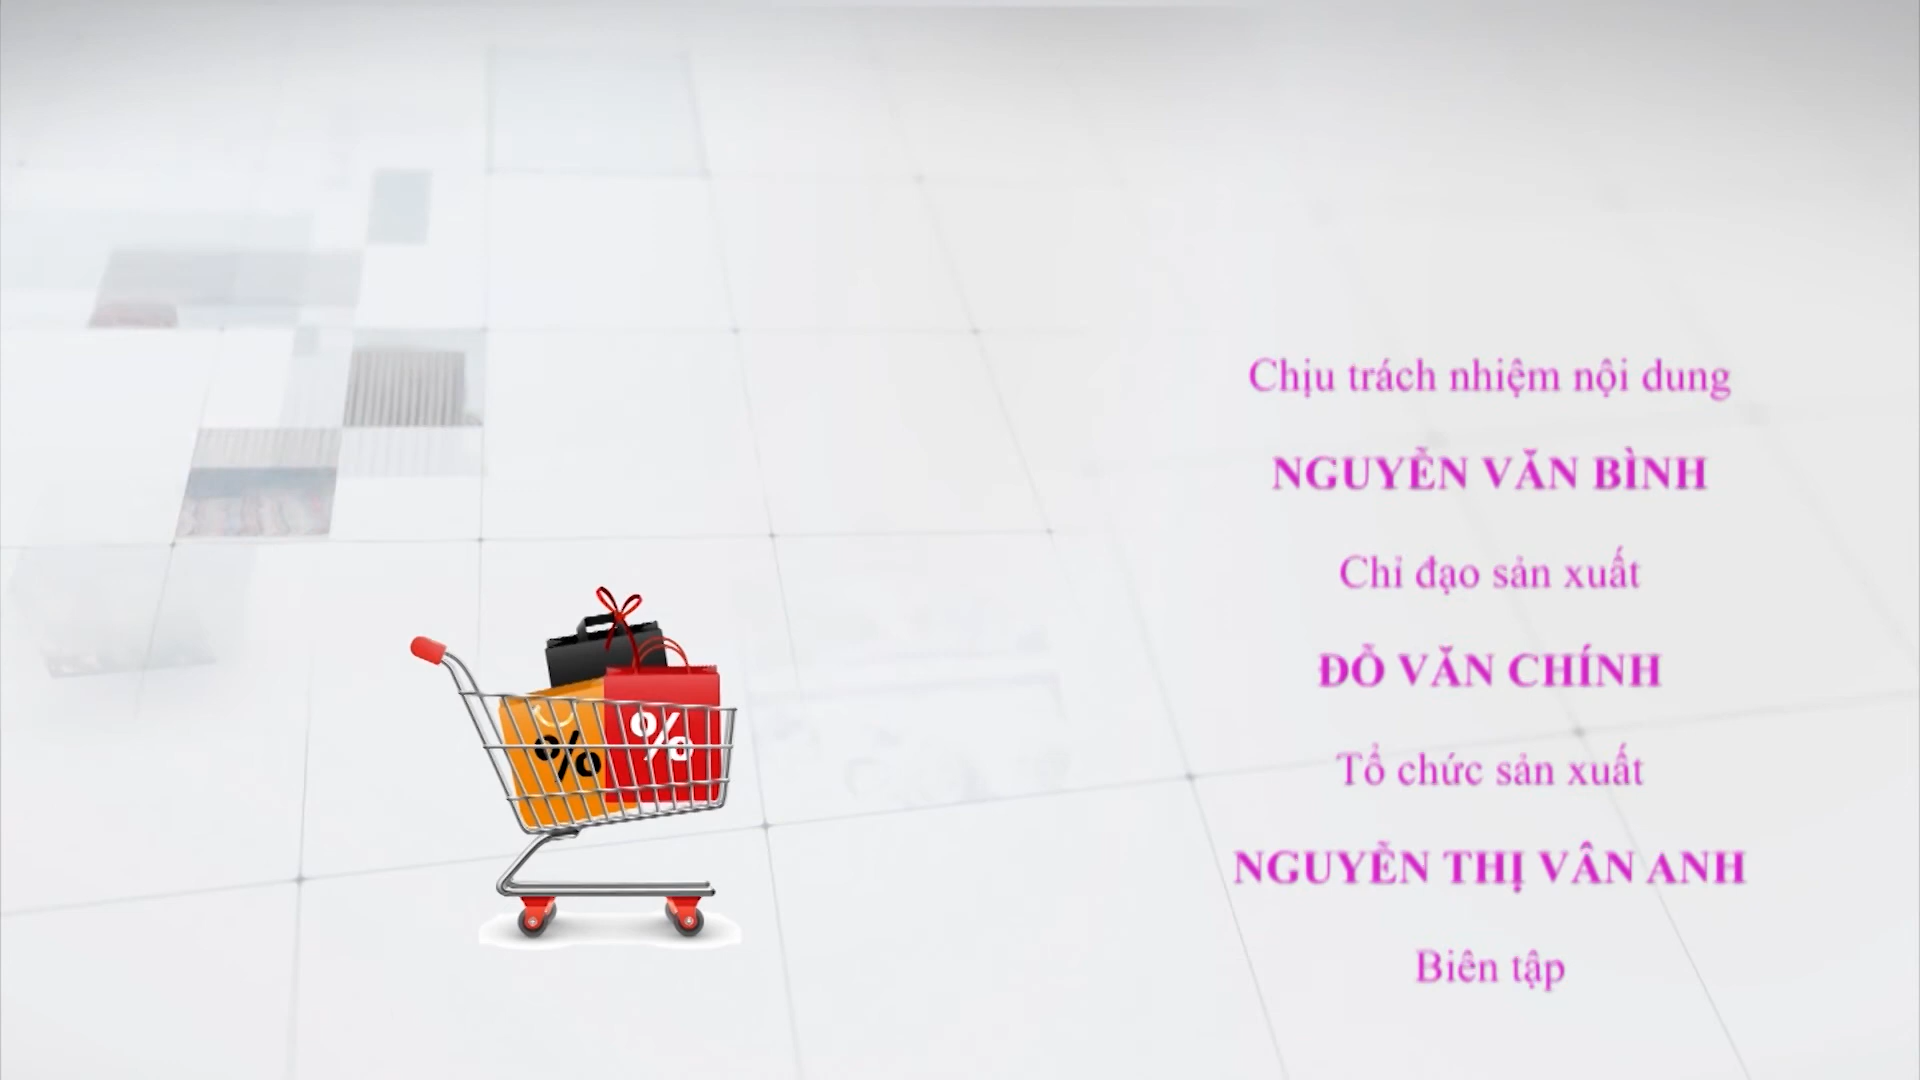 %
%
Chịu trách nhiệm nội dung
NGUYỄN VĂN BÌNH
Chỉ đạo sản xuất
ĐỖ VĂN CHÍNH
Tổ chức sản xuất
NGUYỄN THỊ VÂN ANH
Biên tập